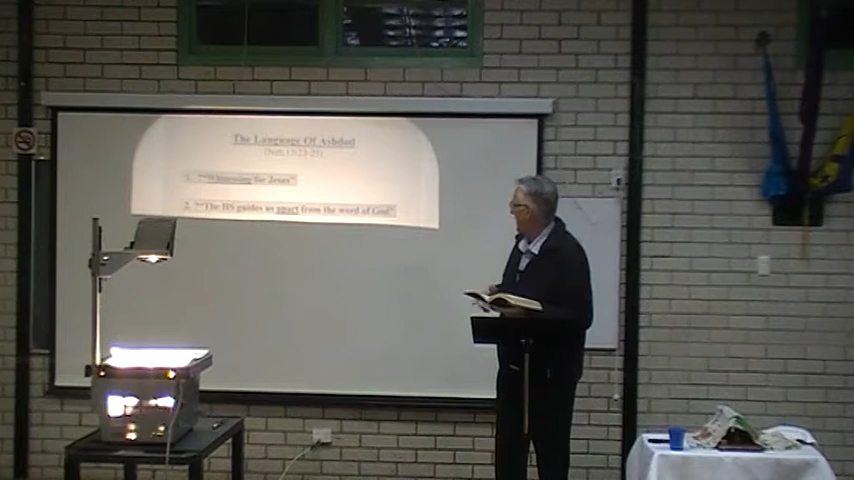 The Language Of Ashdod
(Neh.13:23-25)
1. "Witnessing for Jesus"
2. "The HS guides us apart from the word of God"